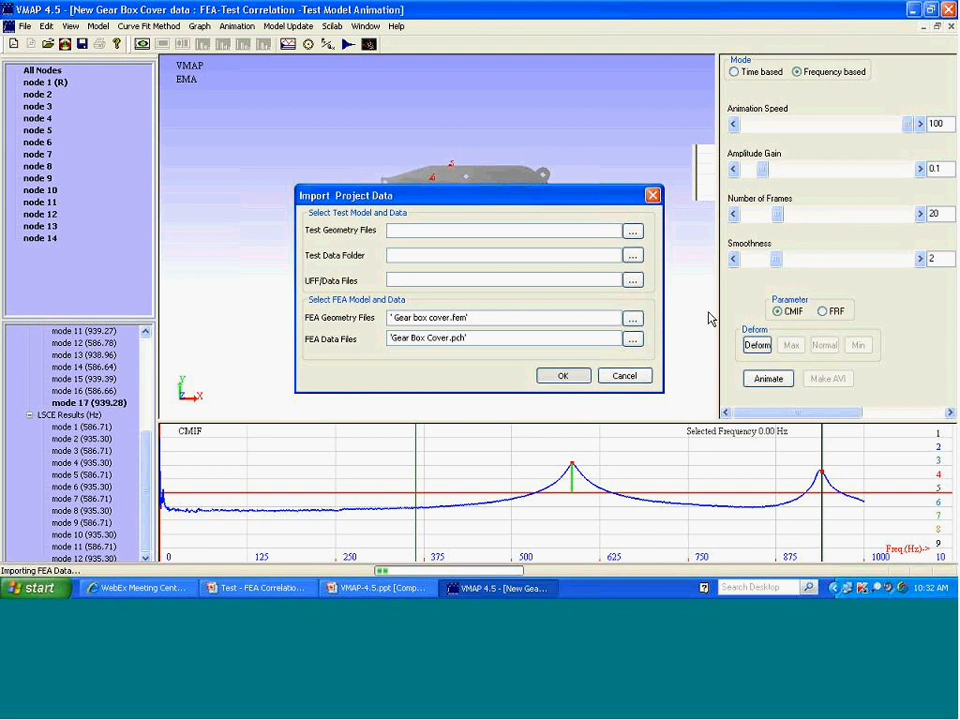 VMAP 4.5 - [New Gear Box Cover data : FEA-Test Correlation -Test Model Animation]
File Edit View Model Curve Fit Method Graph Animation Model Update Scilab Window Help
All Nodes
node 1 (R)
node 2
node 3
node 4
node 5
node 6
node 7
node 8
node 9
node 10
node 11
node 12
node 13
node 14
mode 11 (939.27)
mode 12 (586.78)
mode 13 (938.96)
mode 14 (586.64)
mode 15 (939.39)
mode 16 (586.66)
mode 17 (939.28)
LSCE Results (Hz)
mode 1 (586.71)
mode 2 (935.30)
mode 3 (586.71)
mode 4 (935.30)
mode 5 (586.71)
mode 6 (935.30)
mode 7 (586.71)
mode 8 (935.30)
mode 9 (586.71)
mode 10 (935.30)
mode 11 (586.71)
mode 12 (935.30)
VMAP
EMA
Y
X
Import Project Data
Select Test Model and Data
Test Geometry Files ...
Test Data Folder ...
UFF/Data Files ...
Select FEA Model and Data
FEA Geometry Files ' Gear box cover.fem' ...
FEA Data Files 'Gear Box Cover.pch' ...
OK Cancel
Mode
Time based Frequency based
Animation Speed
100
Amplitude Gain
0.1
Number of Frames
20
Smoothness
2
Parameter
CMIF FRF
Deform
Deform Max Normal Min
Animate Make AVI
CMIF Selected Frequency 0.00 Hz
1
2
3
4
5
6
7
8
9
10
Freq.(Hz)->
0 125 250 375 500 625 750 875 1000
Importing FEA Data...
start WebEx Meeting Cent... Test - FEA Correlatio... VMAP-4.5.ppt [Comp... VMAP 4.5 - [New Gea... Search Desktop 10:32 AM